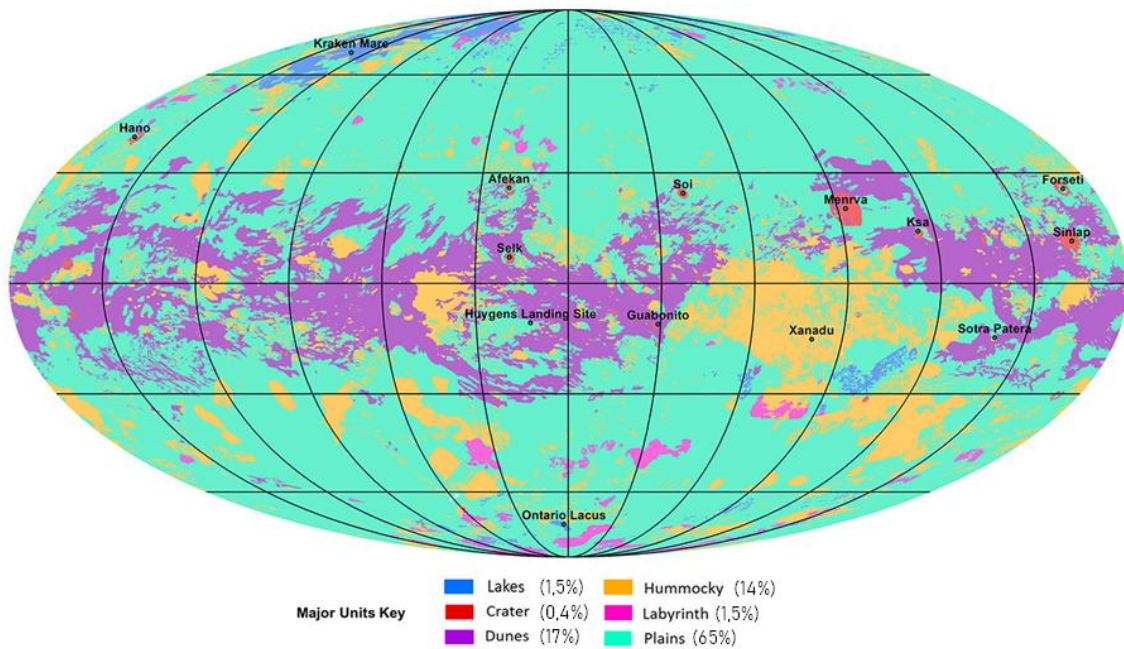 Kraken Mare
Hano
Afekan
Soi
Forseti
Menrva
Ksa
Sinlap
Selk
Huygens Landing Site
Guabonito
Xanadu
Sotra Patera
Ontario Lacus
Major Units Key
Lakes (1,5%)
Hummocky (14%)
Crater (0,4%)
Labyrinth (1,5%)
Dunes (17%)
Plains (65%)